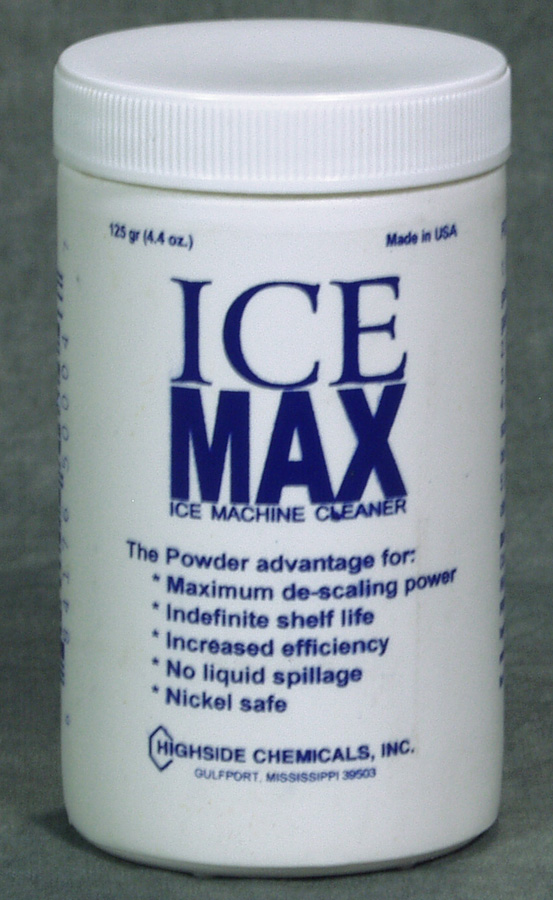 125 gr (4.4 oz.) Made in USA
ICE
MAX
ICE MACHINE CLEANER
The Powder advantage for:
* Maximum de-scaling power
* Indefinite shelf life
* Increased efficiency
* No liquid spillage
* Nickel safe
HIGHSIDE CHEMICALS, INC.
GULFPORT, MISSISSIPPI 39503